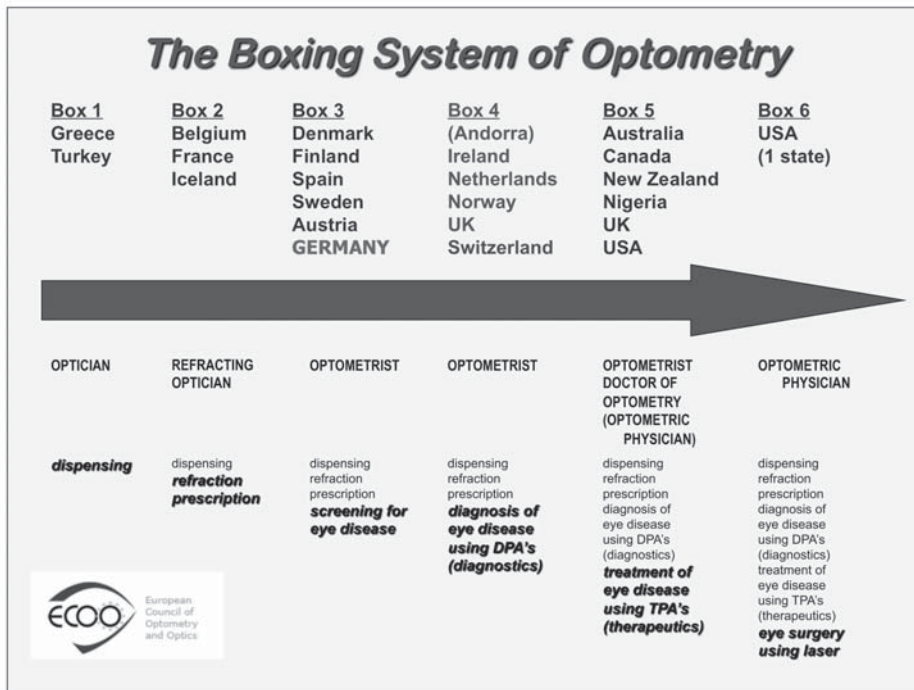 The Boxing System of Optometry
Box 1
Greece
Turkey
Box 2
Belgium
France
Iceland
Box 3
Denmark
Finland
Spain
Sweden
Austria
GERMANY
Box 4
(Andorra)
Ireland
Netherlands
Norway
UK
Switzerland
Box 5
Australia
Canada
New Zealand
Nigeria
UK
USA
Box 6
USA
(1 state)
OPTICIAN
dispensing
REFRACTING
OPTICIAN
dispensing
refraction
prescription
OPTOMETRIST
dispensing
refraction
prescription
screening for
eye disease
OPTOMETRIST
dispensing
refraction
prescription
diagnosis of
eye disease
using DPA's
(diagnostics)
OPTOMETRIST
DOCTOR OF
OPTOMETRY
(OPTOMETRIC
PHYSICIAN)
dispensing
refraction
prescription
diagnosis of
eye disease
using DPA's
(diagnostics)
treatment of
eye disease
using TPA's
(therapeutics)
OPTOMETRIC
PHYSICIAN
dispensing
refraction
prescription
diagnosis of
eye disease
using DPA's
(diagnostics)
treatment of
eye disease
using TPA's
(therapeutics)
eye surgery
using laser
ECOO
European
Council of
Optometry
and Optics